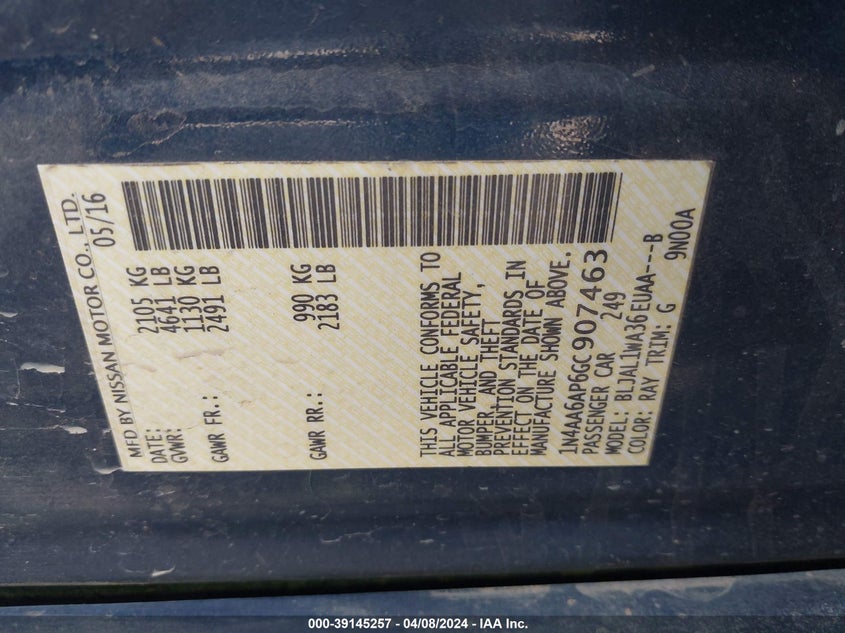 MFD BY NISSAN MOTOR CO., LTD.
DATE: 05/16
GVWR: 2105 KG
4641 LB
GAWR FR.: 1130 KG
2491 LB
GAWR RR.: 990 KG
2183 LB
THIS VEHICLE CONFORMS TO
ALL APPLICABLE FEDERAL
MOTOR VEHICLE SAFETY,
BUMPER, AND THEFT
PREVENTION STANDARDS IN
EFFECT ON THE DATE OF
MANUFACTURE SHOWN ABOVE.
1N4AA6AP6GC907463
PASSENGER CAR 249
MODEL: BLJAL1WA36EUAA---B
COLOR: RAY TRIM: G 9N00A
000-39145257 - 04/08/2024 - IAA Inc.